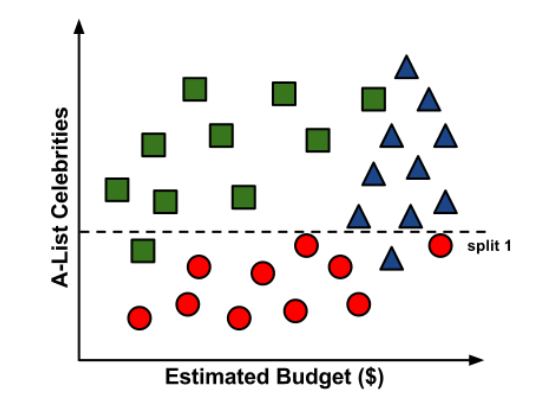 A-List Celebrities
split 1
Estimated Budget ($)